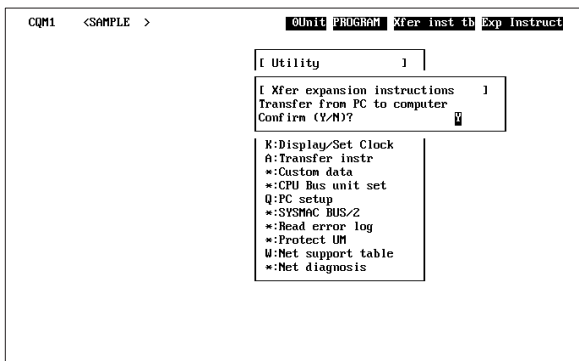 CQM1 <SAMPLE > 0Unit PROGRAM Xfer inst tb Exp Instruct
[ Utility ]
[ Xfer expansion instructions ]
Transfer from PC to computer
Confirm (Y/N)? Y
K:Display/Set Clock
A:Transfer instr
*:Custom data
*:CPU Bus unit set
Q:PC setup
*:SYSMAC BUS/2
*:Read error log
*:Protect UM
W:Net support table
*:Net diagnosis